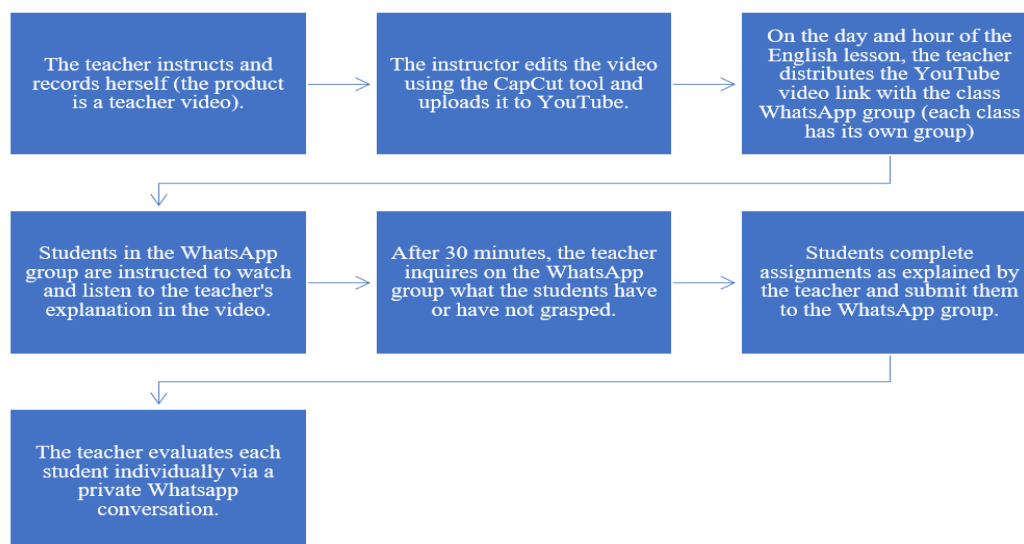 The teacher instructs and
records herself (the product
is a teacher video).
The instructor edits the video
using the CapCut tool and
uploads it to YouTube.
On the day and hour of the
English lesson, the teacher
distributes the YouTube
video link with the class
WhatsApp group (each class
has its own group)
Students in the WhatsApp
group are instructed to watch
and listen to the teacher's
explanation in the video.
After 30 minutes, the teacher
inquires on the WhatsApp
group what the students have
or have not grasped.
Students complete
assignments as explained by
the teacher and submit them
to the WhatsApp group.
The teacher evaluates each
student individually via a
private Whatsapp
conversation.